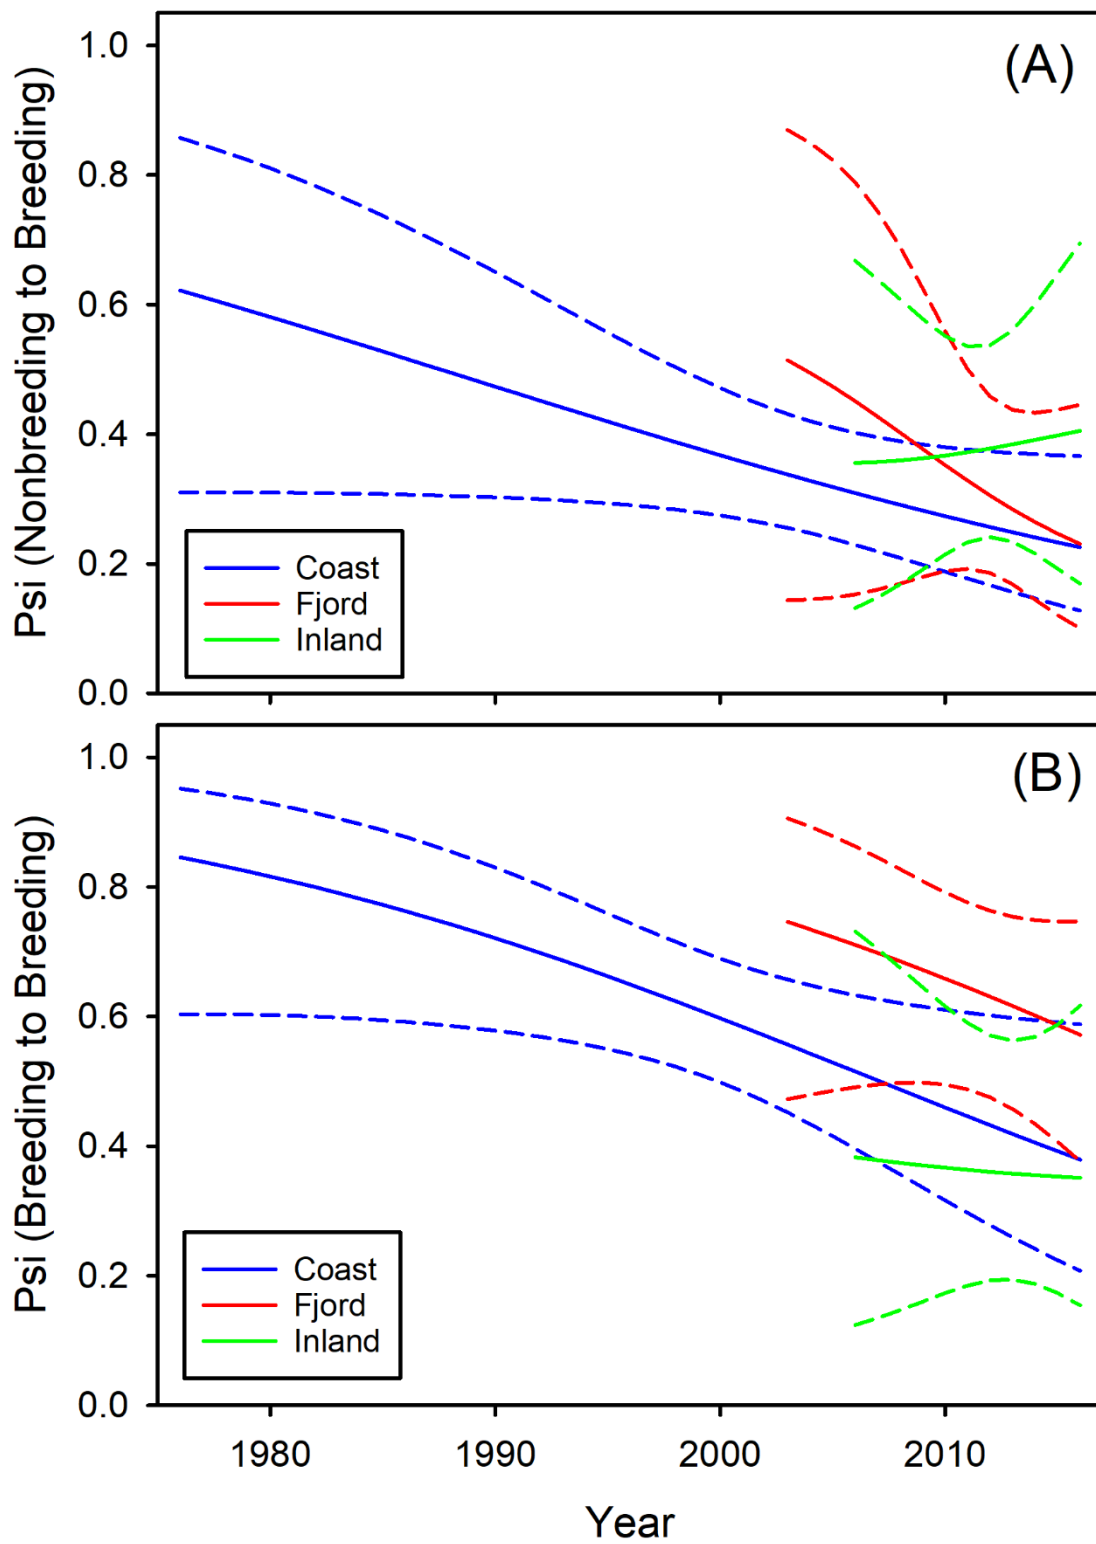 Psi (Nonbreeding to Breeding)
1.0
0.8
0.6
0.4
0.2
0.0
(A)
Coast
Fjord
Inland
Psi (Breeding to Breeding)
1.0
0.8
0.6
0.4
0.2
0.0
(B)
Coast
Fjord
Inland
1980 1990 2000 2010
Year